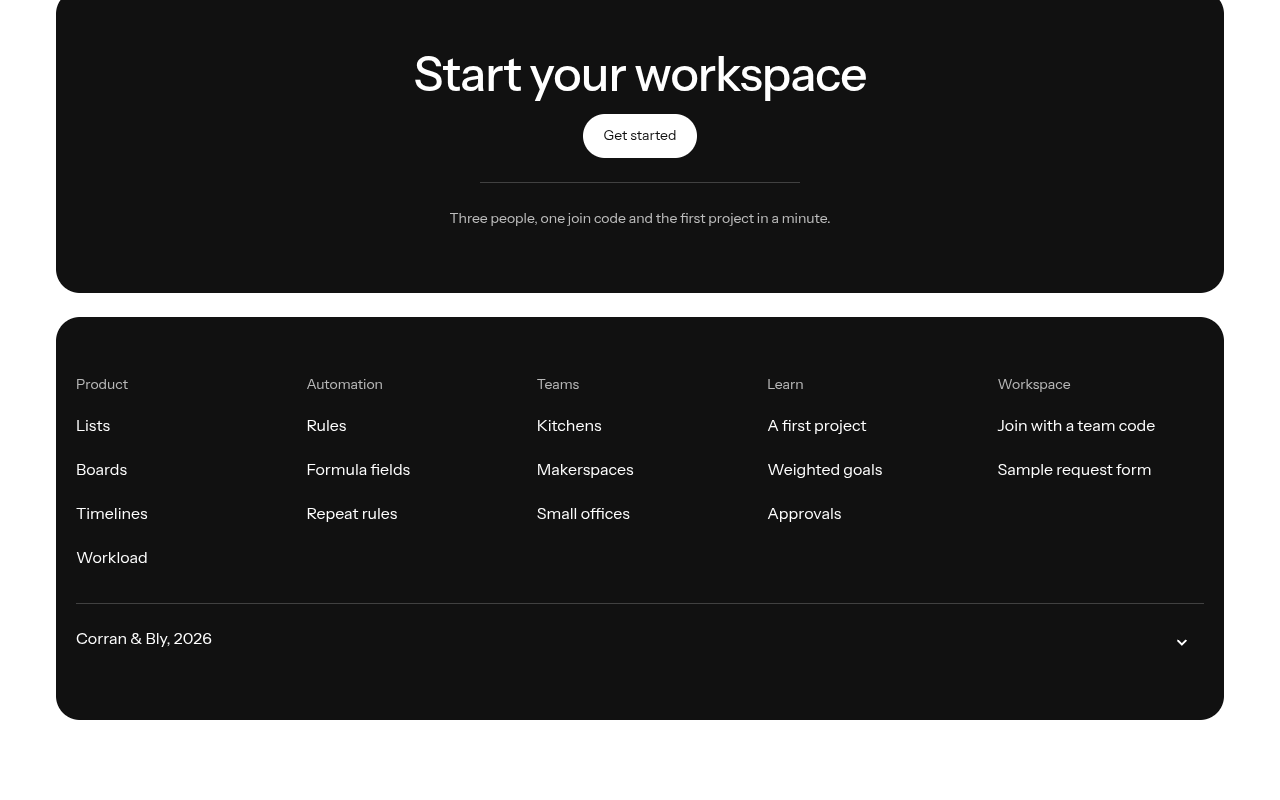 Start your workspace
Get started
Three people, one join code and the first project in a minute.
Product
Lists
Boards
Timelines
Workload
Automation
Rules
Formula fields
Repeat rules
Teams
Kitchens
Makerspaces
Small offices
Learn
A first project
Weighted goals
Approvals
Workspace
Join with a team code
Sample request form
Corran & Bly, 2026